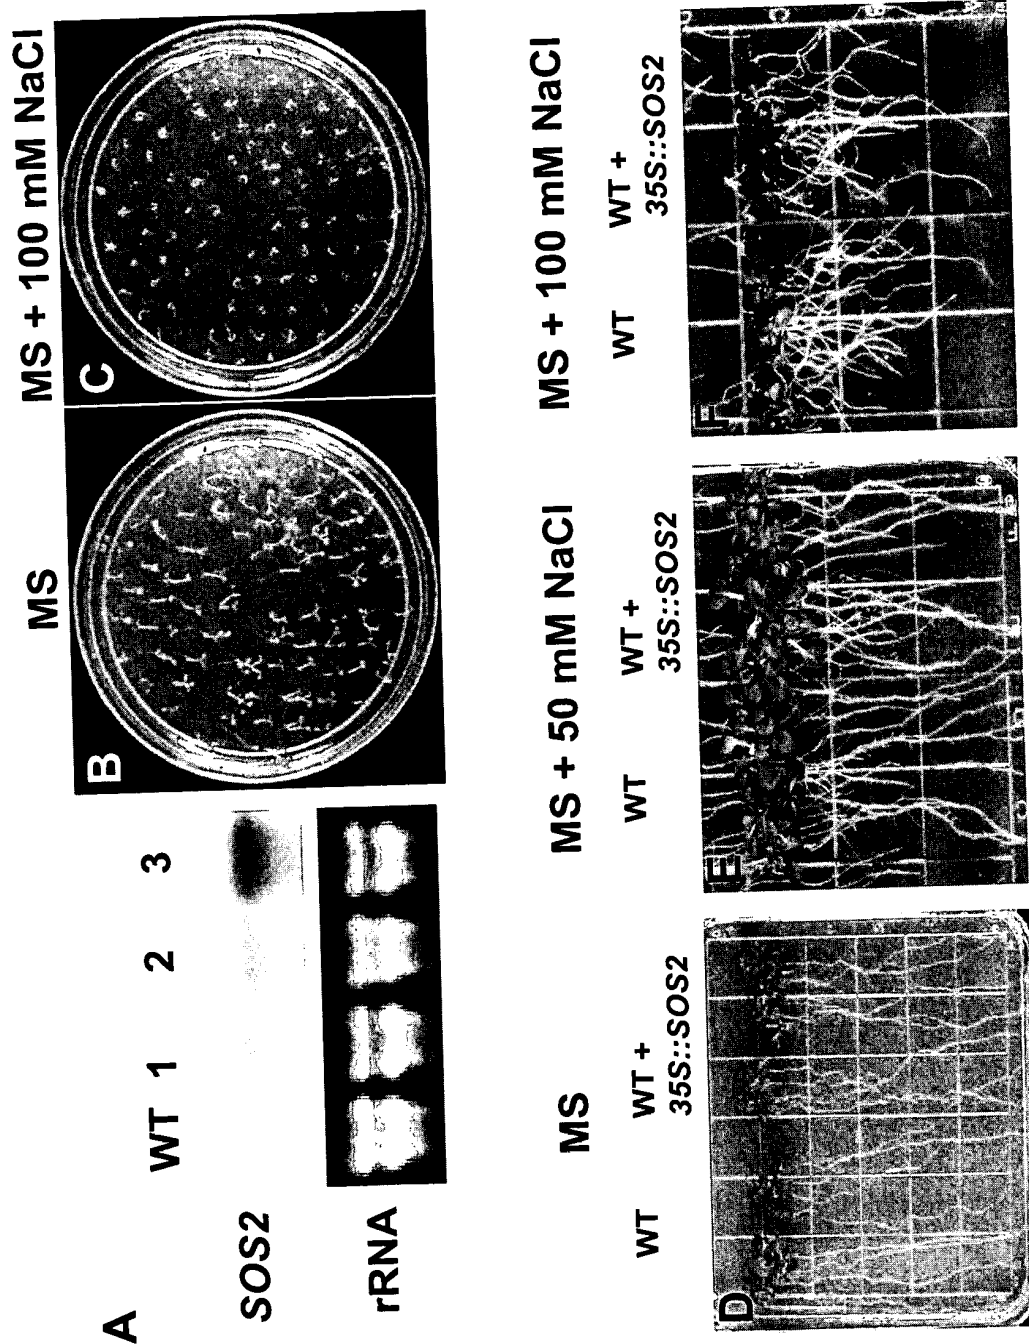 A
WT 1 2 3
SOS2
rRNA
MS
B
MS + 100 mM NaCl
C
MS
WT
WT +
35S::SOS2
D
MS + 50 mM NaCl
WT
WT +
35S::SOS2
E
MS + 100 mM NaCl
WT
WT +
35S::SOS2
F